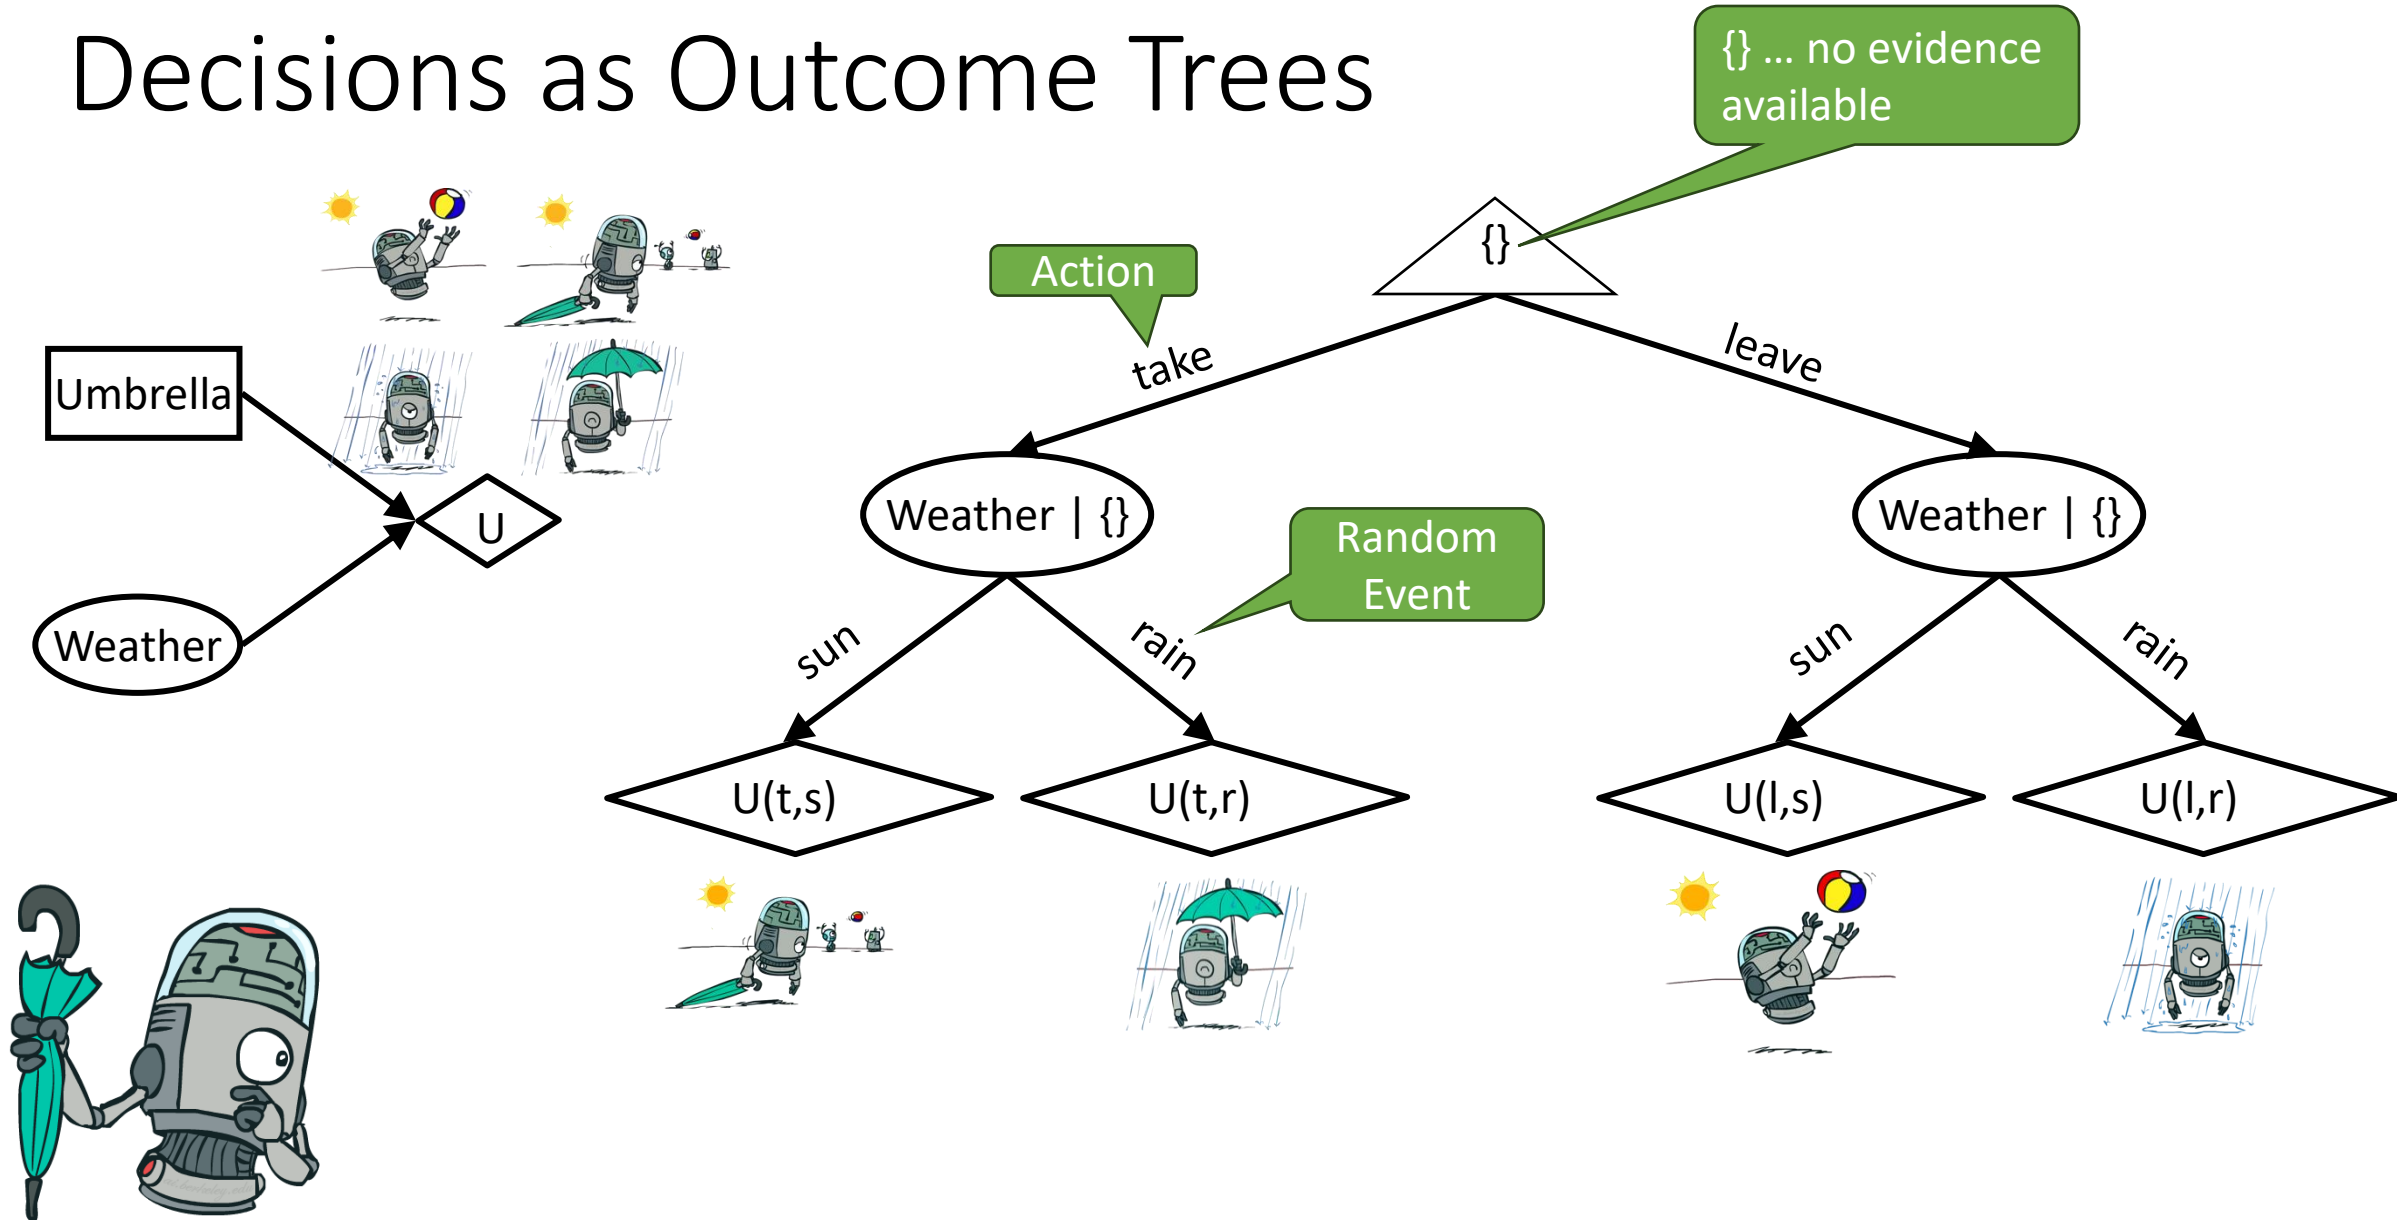 Decisions as Outcome Trees
{} ... no evidence
available
{}
Action
take
leave
Umbrella
Weather
U
Weather | {}
Weather | {}
Random
Event
sun
rain
sun
rain
U(t,s)
U(t,r)
U(l,s)
U(l,r)